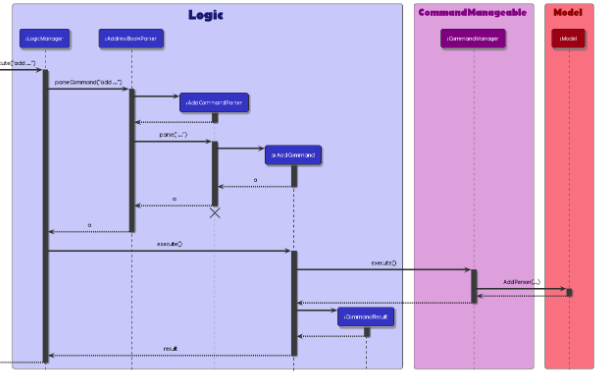 Logic
CommandManageable
Model
:LogicManager
:AddressBookParser
:CommandManager
:Model
cute("add ...")
parseCommand("add ...")
:AddCommandParser
parse("...")
a:AddCommand
a
a
a
execute()
execute()
AddPerson(...)
:CommandResult
result